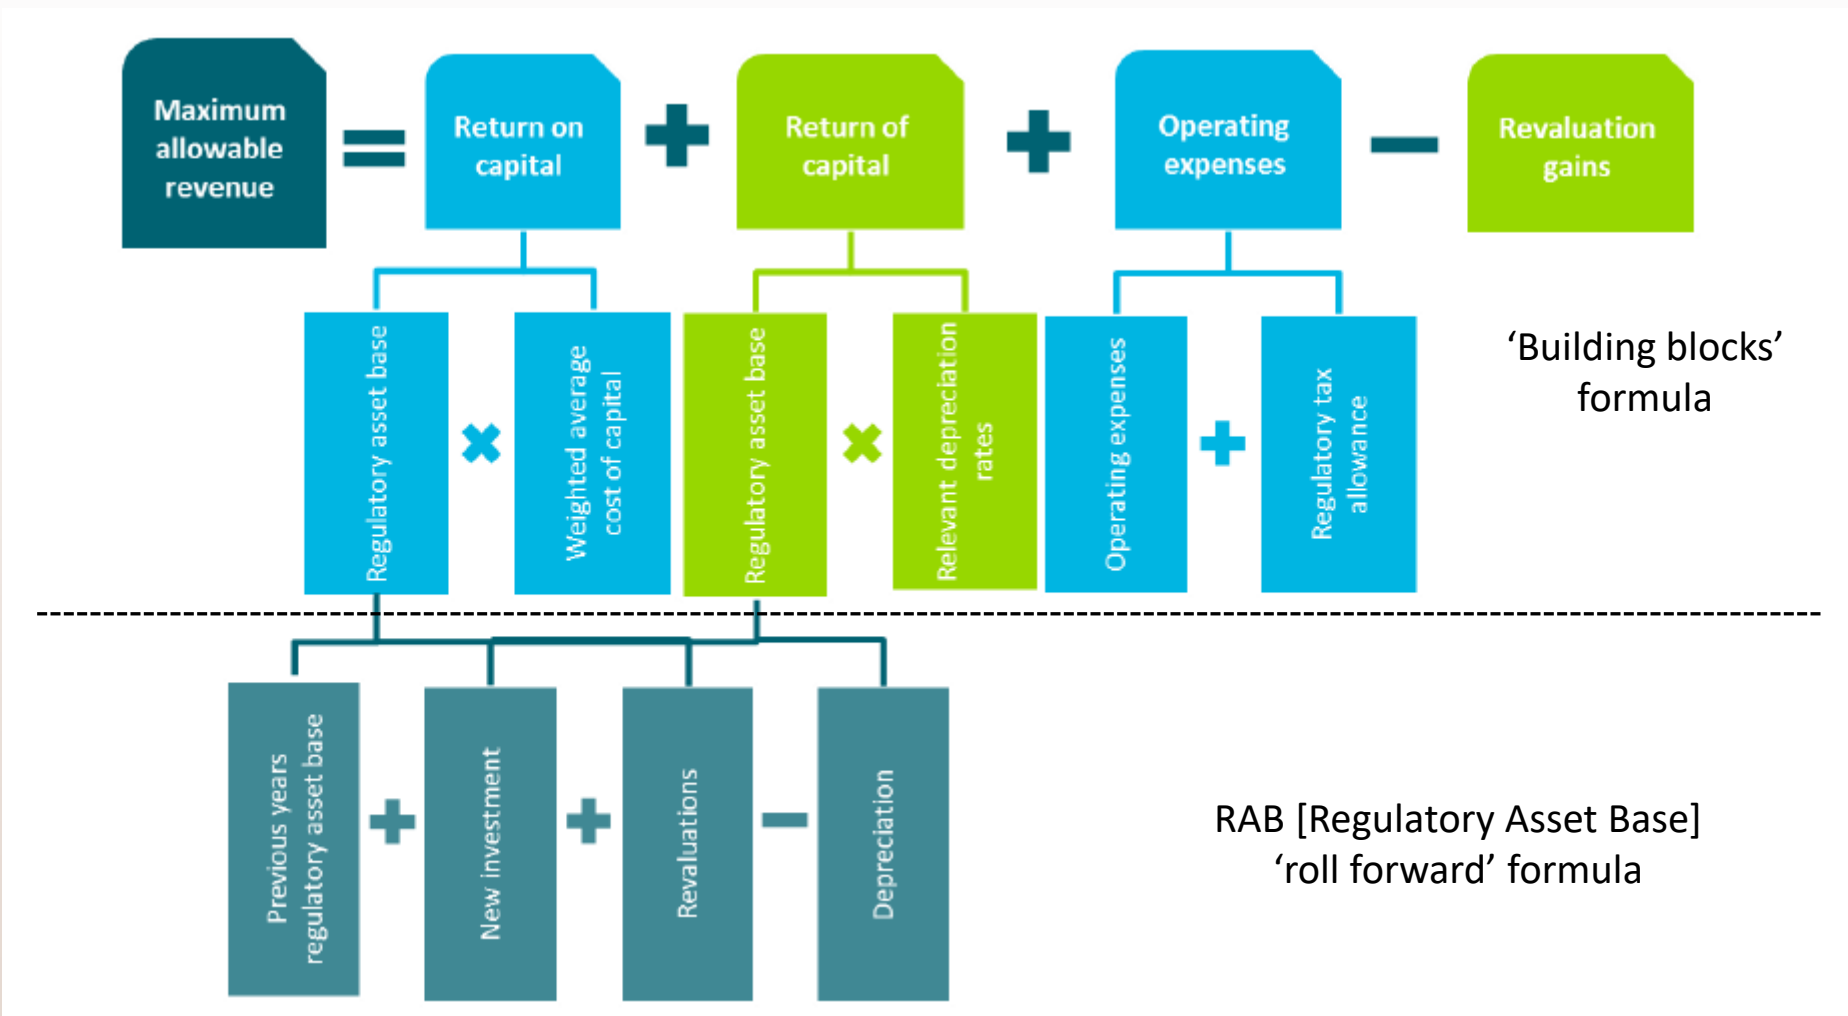 Maximum
allowable
revenue
Return on
capital
Return of
capital
Operating
expenses
Revaluation
gains
Regulatory asset base
Weighted average
cost of capital
Regulatory asset base
Relevant depreciation
rates
Operating expenses
Regulatory tax
allowance
‘Building blocks’
formula
Previous years
regulatory asset base
New investment
Revaluations
Depreciation
RAB [Regulatory Asset Base]
‘roll forward’ formula